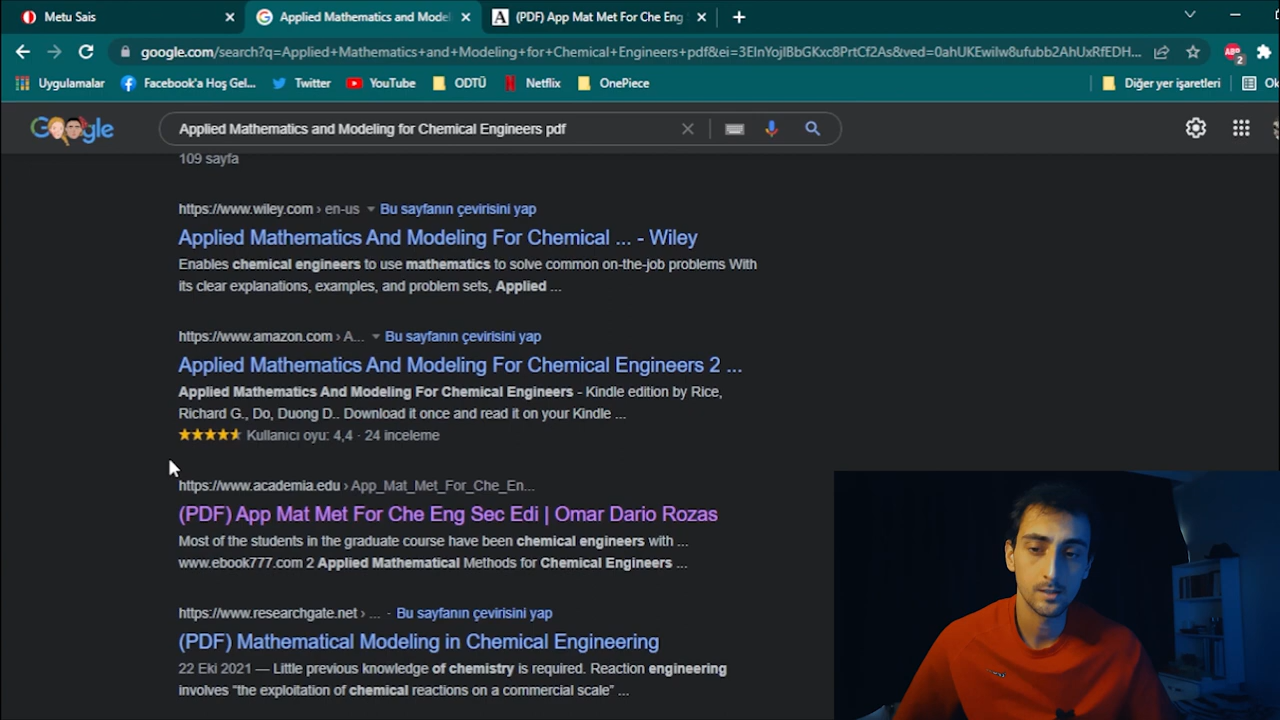 Metu Sais
Applied Mathematics and Model
(PDF) App Mat Met For Che Eng
google.com/search?q=Applied+Mathematics+and+Modeling+for+Chemical+Engineers+pdf&ei=3EInYojlBbGKxc8PrtCf2As&ved=0ahUKEwilw8ufubb2AhUxRfEDH...
Uygulamalar
Facebook'a Hoş Gel...
Twitter
YouTube
ODTÜ
Netflix
OnePiece
Diğer yer işaretleri
Ok
Applied Mathematics and Modeling for Chemical Engineers pdf
109 sayfa
https://www.wiley.com › en-us
Bu sayfanın çevirisini yap
Applied Mathematics And Modeling For Chemical ... - Wiley
Enables chemical engineers to use mathematics to solve common on-the-job problems With
its clear explanations, examples, and problem sets, Applied ...
https://www.amazon.com › A...
Bu sayfanın çevirisini yap
Applied Mathematics And Modeling For Chemical Engineers 2 ...
Applied Mathematics And Modeling For Chemical Engineers - Kindle edition by Rice,
Richard G., Do, Duong D.. Download it once and read it on your Kindle ...
Kullanıcı oyu: 4,4 · 24 inceleme
https://www.academia.edu › App_Mat_Met_For_Che_En...
(PDF) App Mat Met For Che Eng Sec Edi | Omar Dario Rozas
Most of the students in the graduate course have been chemical engineers with ...
www.ebook777.com 2 Applied Mathematical Methods for Chemical Engineers ...
https://www.researchgate.net › ...
Bu sayfanın çevirisini yap
(PDF) Mathematical Modeling in Chemical Engineering
22 Eki 2021 — Little previous knowledge of chemistry is required. Reaction engineering
involves "the exploitation of chemical reactions on a commercial scale" ...